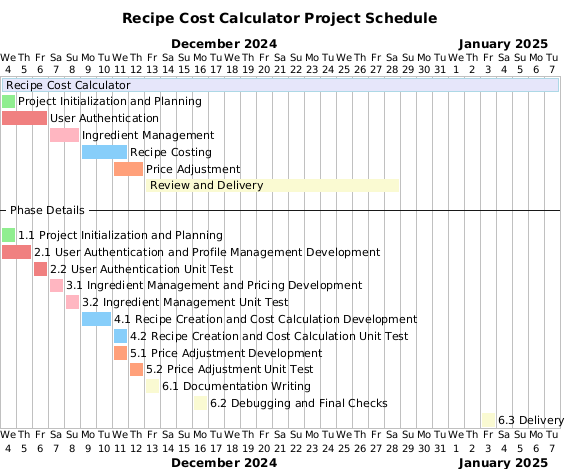 Recipe Cost Calculator Project Schedule
December 2024 January 2025
We Th Fr Sa Su Mo Tu We Th Fr Sa Su Mo Tu We Th Fr Sa Su Mo Tu We Th Fr Sa Su Mo Tu We Th Fr Sa Su Mo Tu
4 5 6 7 8 9 10 11 12 13 14 15 16 17 18 19 20 21 22 23 24 25 26 27 28 29 30 31 1 2 3 4 5 6 7
Recipe Cost Calculator
Project Initialization and Planning
User Authentication
Ingredient Management
Recipe Costing
Price Adjustment
Review and Delivery
Phase Details
1.1 Project Initialization and Planning
2.1 User Authentication and Profile Management Development
2.2 User Authentication Unit Test
3.1 Ingredient Management and Pricing Development
3.2 Ingredient Management Unit Test
4.1 Recipe Creation and Cost Calculation Development
4.2 Recipe Creation and Cost Calculation Unit Test
5.1 Price Adjustment Development
5.2 Price Adjustment Unit Test
6.1 Documentation Writing
6.2 Debugging and Final Checks
6.3 Delivery
We Th Fr Sa Su Mo Tu We Th Fr Sa Su Mo Tu We Th Fr Sa Su Mo Tu We Th Fr Sa Su Mo Tu We Th Fr Sa Su Mo Tu
4 5 6 7 8 9 10 11 12 13 14 15 16 17 18 19 20 21 22 23 24 25 26 27 28 29 30 31 1 2 3 4 5 6 7
December 2024 January 2025